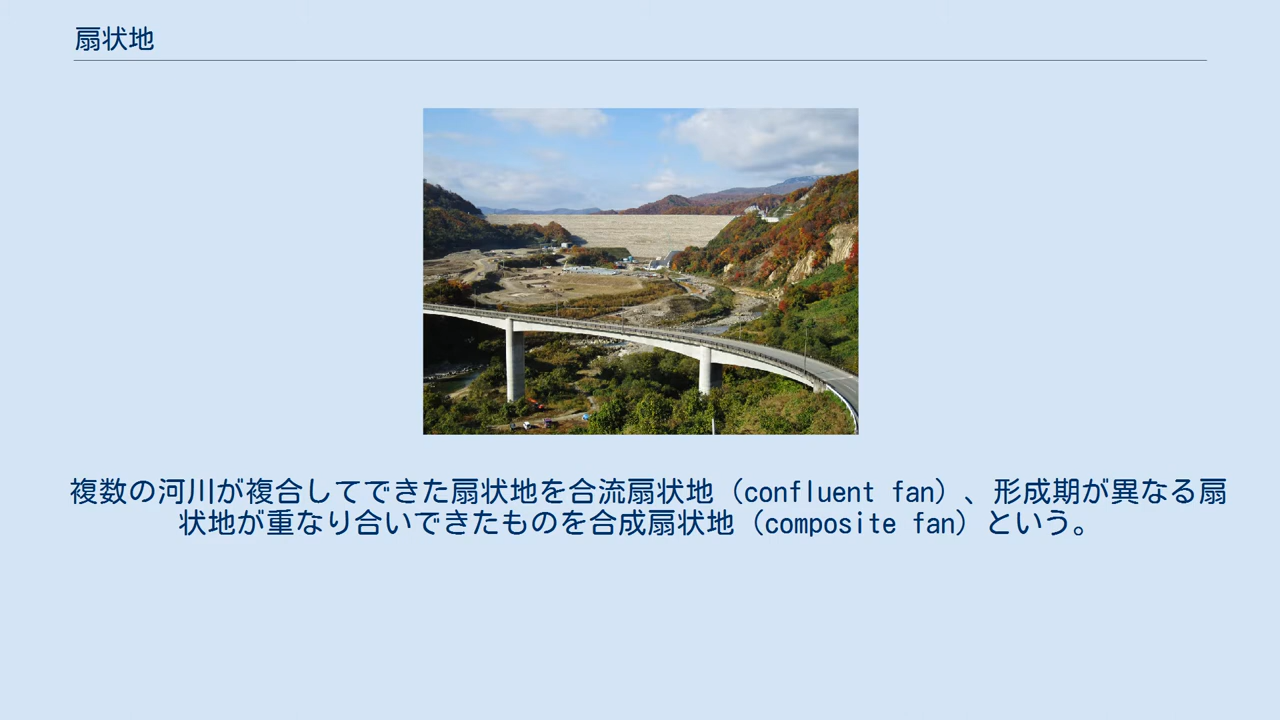 扇状地
複数の河川が複合してできた扇状地を合流扇状地（confluent fan）、形成期が異なる扇
状地が重なり合いできたものを合成扇状地（composite fan）という。